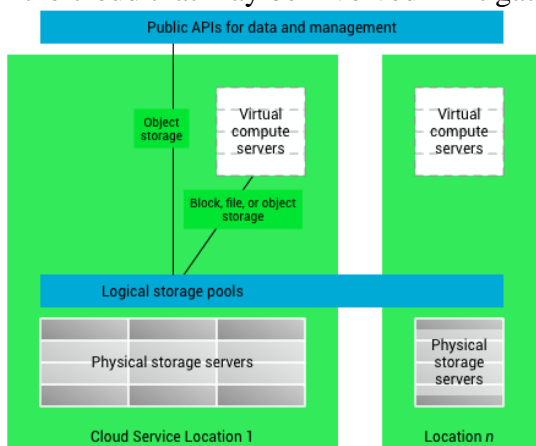 Public APIs for data and management
Object
storage
Virtual
compute
servers
Virtual
compute
servers
Block, file, or object
storage
Logical storage pools
Physical storage servers
Physical
storage
servers
Cloud Service Location 1
Location n